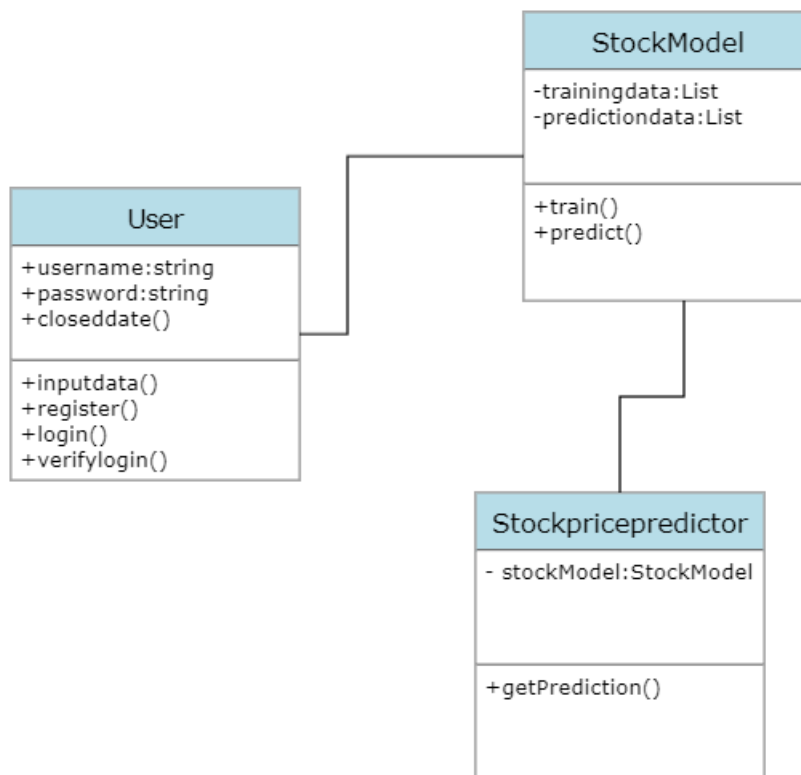 StockModel
-trainingdata:List
-predictiondata:List
+train()
+predict()
User
+username:string
+password:string
+closeddate()
+inputdata()
+register()
+login()
+verifylogin()
Stockpricepredictor
- stockModel:StockModel
+getPrediction()